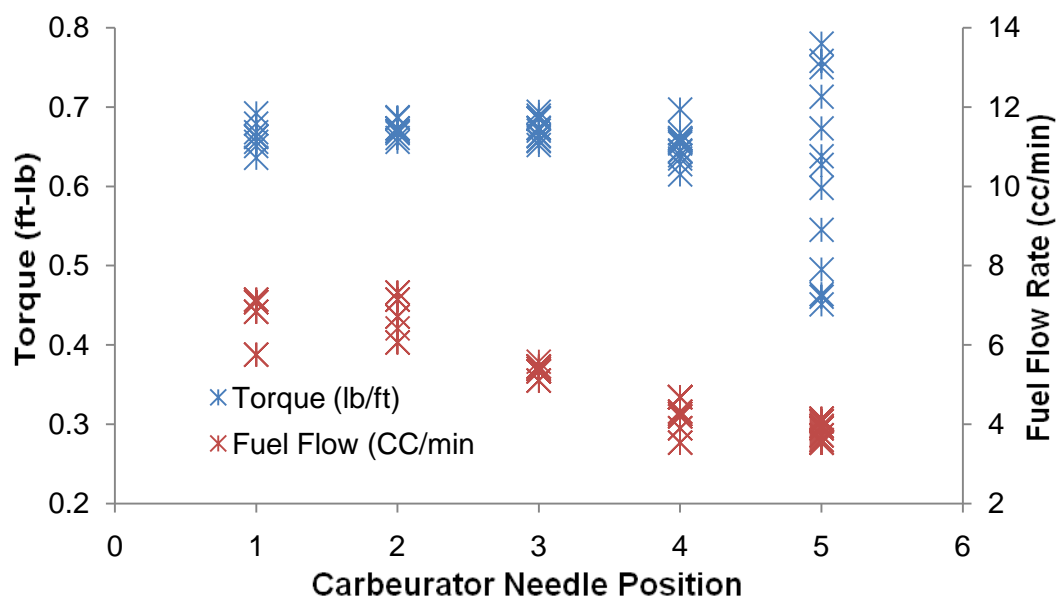 0.8
0.7
0.6
0.5
0.4
0.3
0.2
Torque (ft-lb)
14
12
10
8
6
4
2
Fuel Flow Rate (cc/min)
Torque (lb/ft)
Fuel Flow (CC/min
0 1 2 3 4 5 6
Carbeurator Needle Position